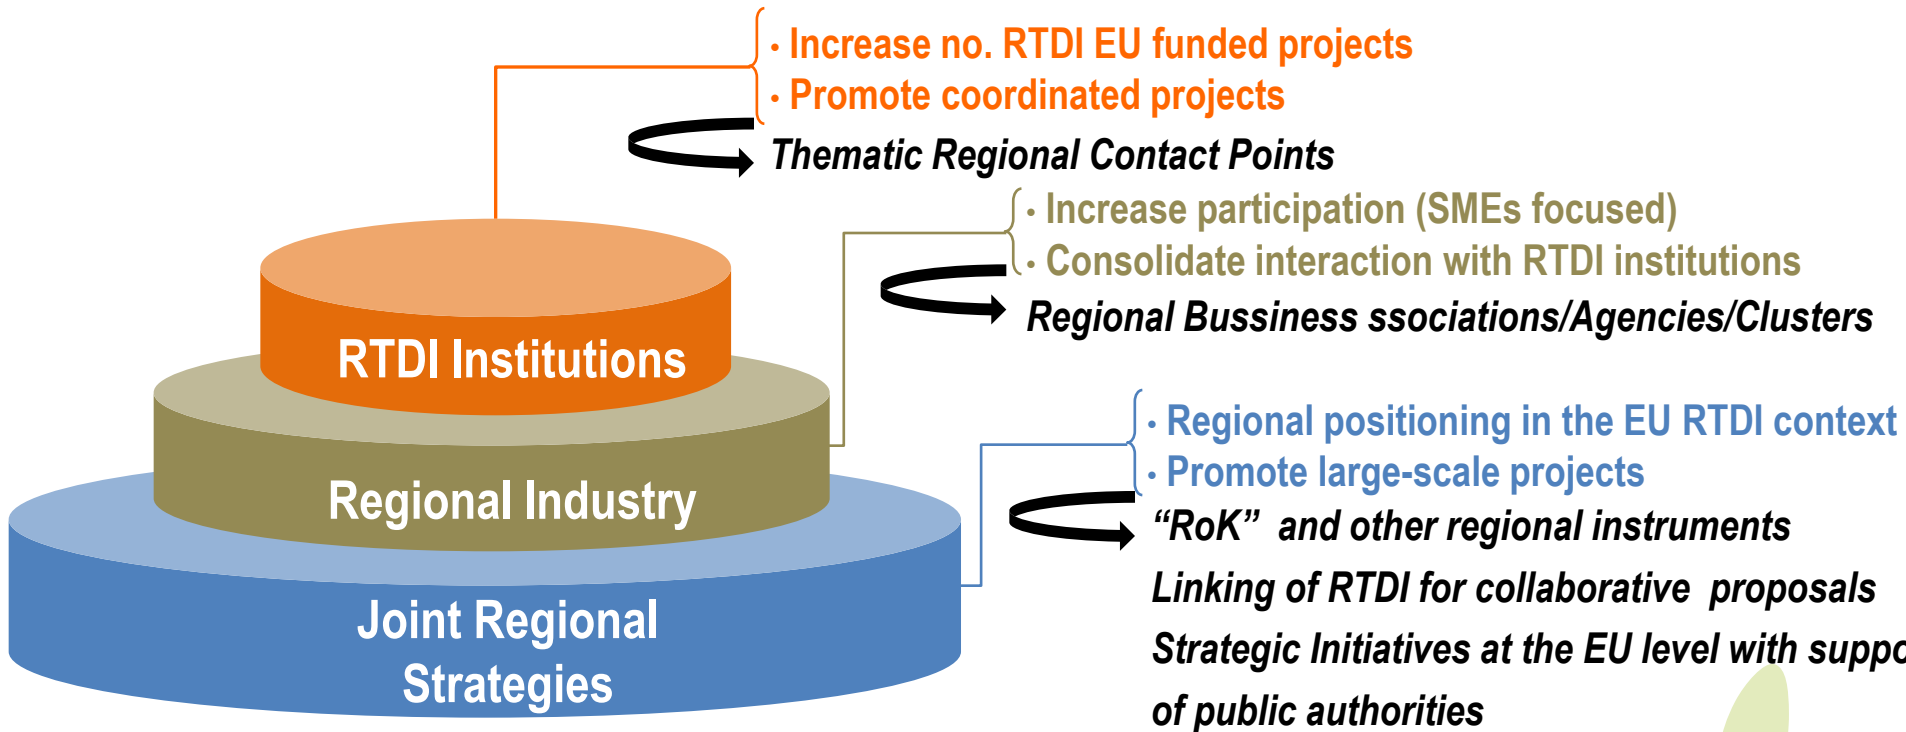 · Increase no. RTDI EU funded projects
· Promote coordinated projects
Thematic Regional Contact Points
· Increase participation (SMEs focused)
· Consolidate interaction with RTDI institutions
Regional Bussiness ssociations/Agencies/Clusters
RTDI Institutions
· Regional positioning in the EU RTDI context
· Promote large-scale projects
Regional Industry
“RoK” and other regional instruments
Linking of RTDI for collaborative proposals
Strategic Initiatives at the EU level with suppo
of public authorities
Joint Regional
Strategies